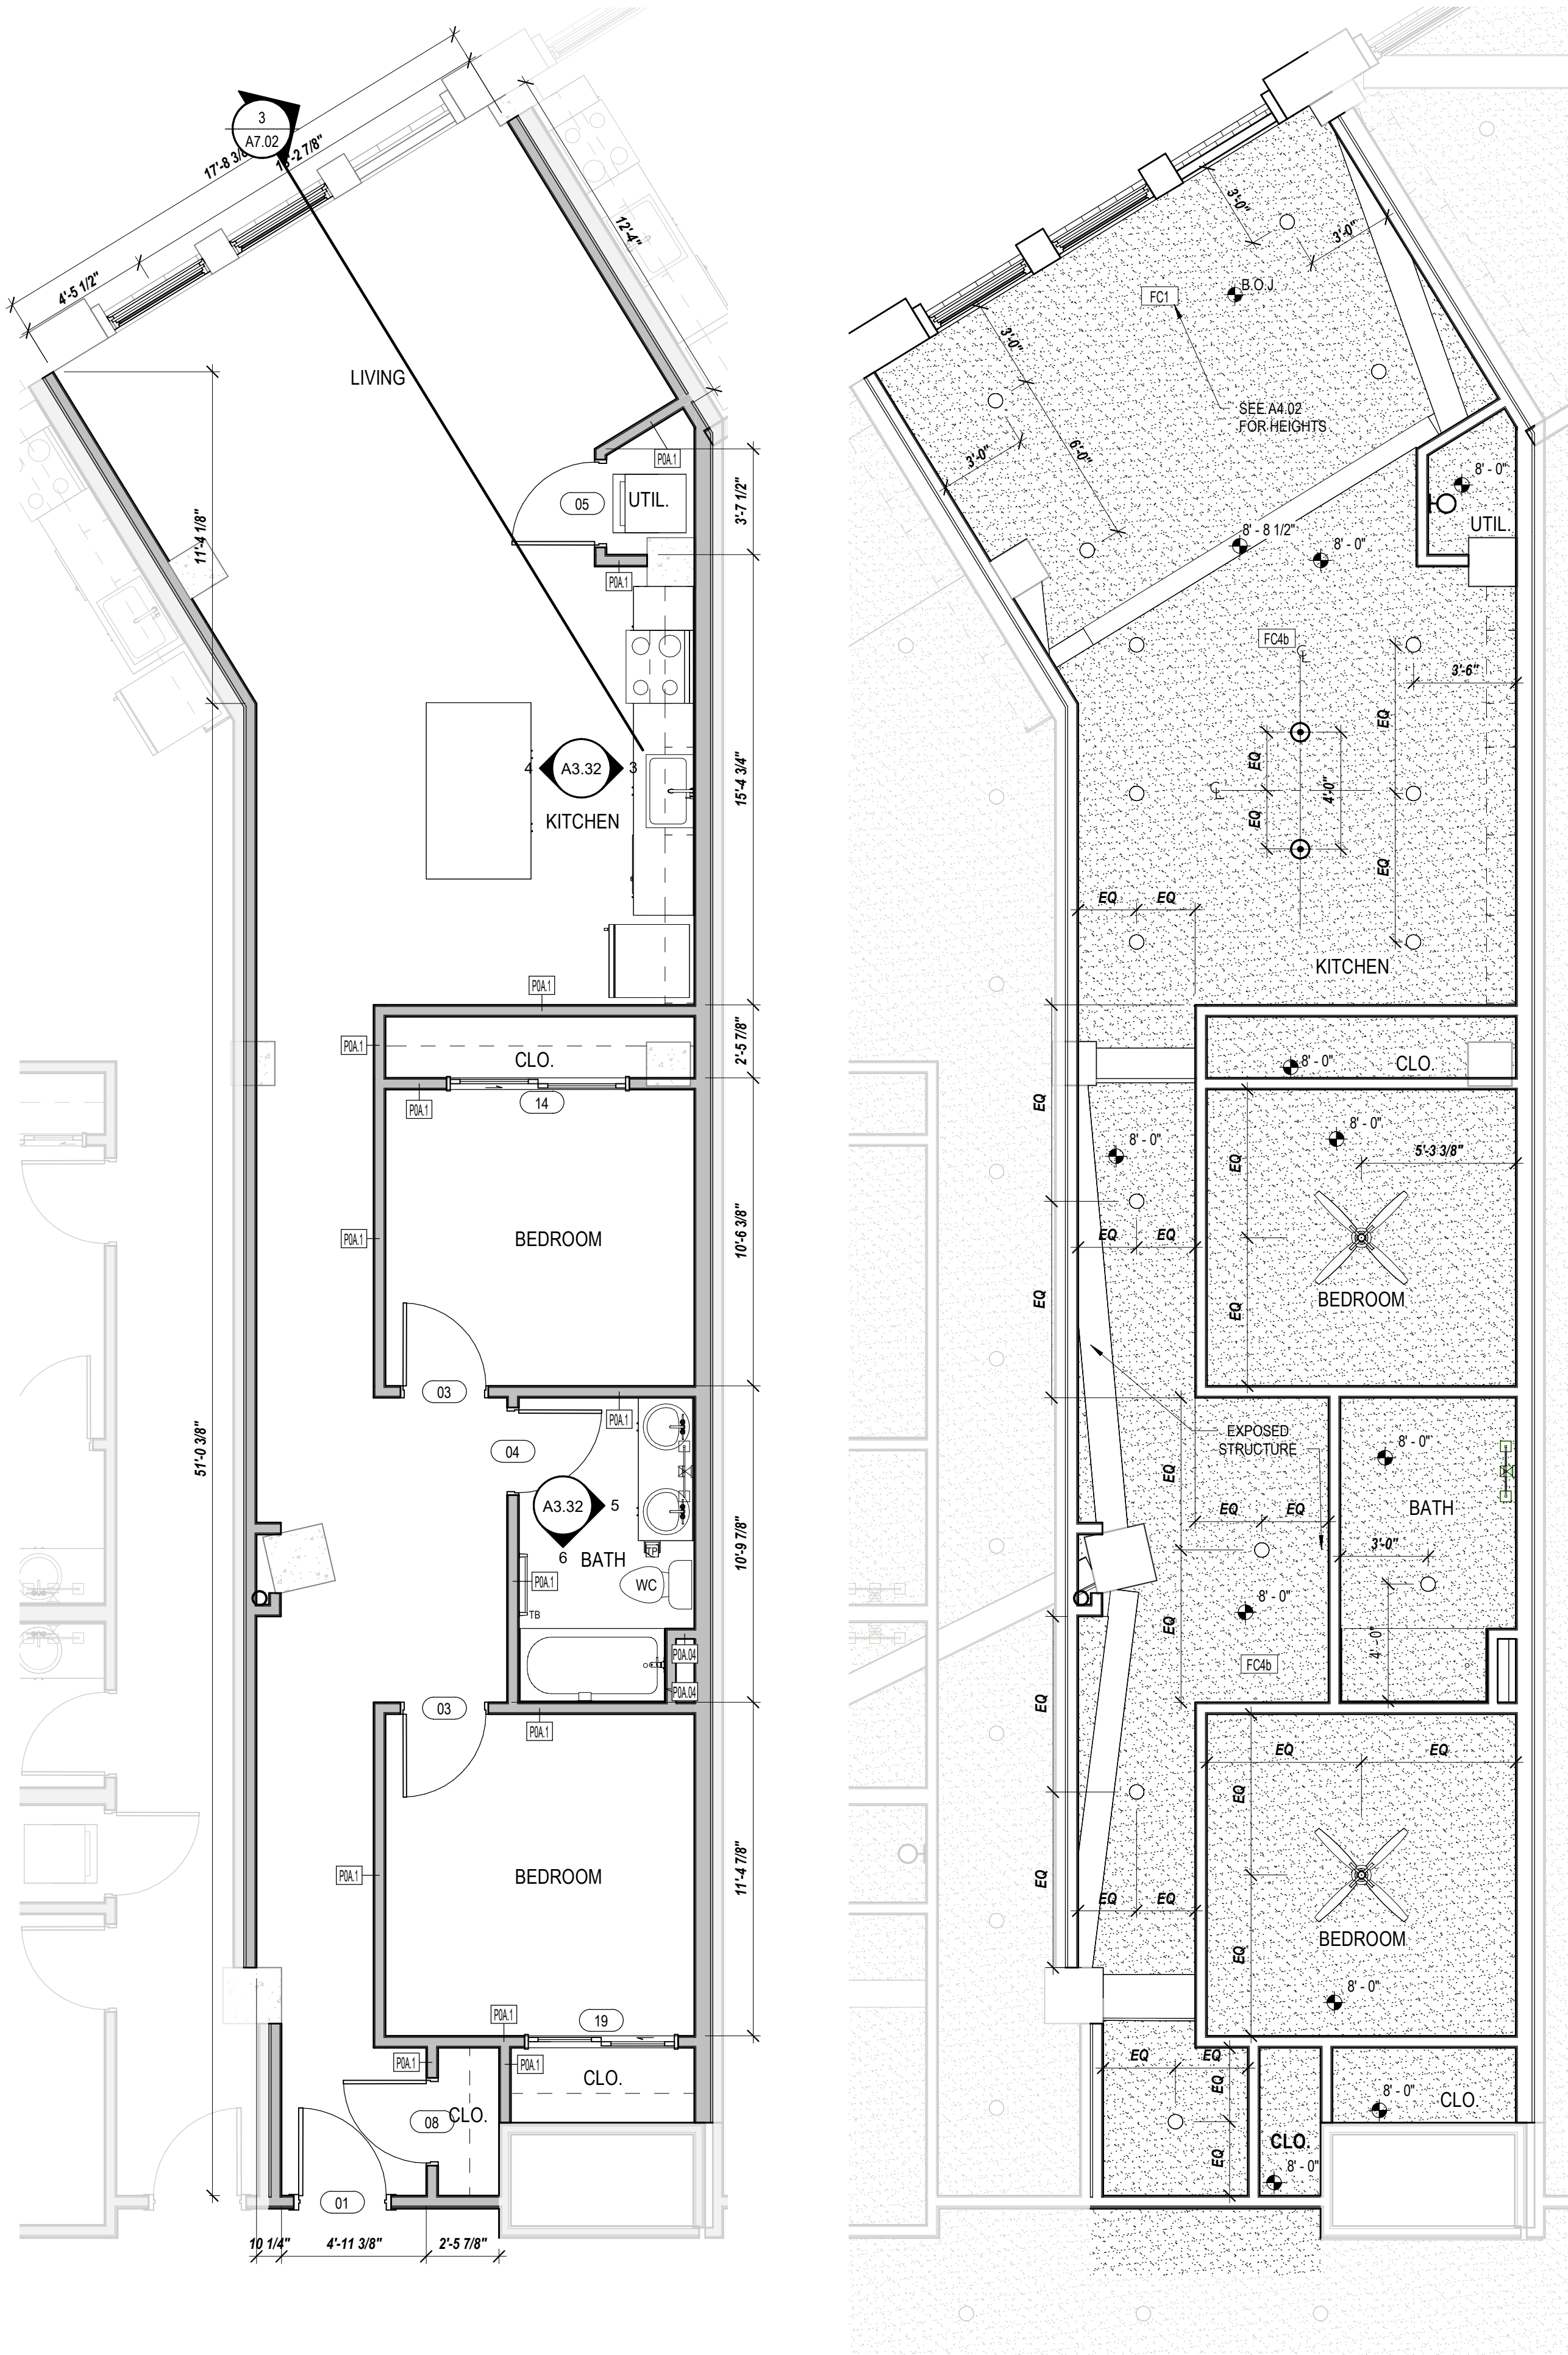 3
A7.02
17'-8 3/8"
4'-5 1/2"
12'-4"
LIVING
P0A.1
05
UTIL.
3'-7 1/2"
11'-4 1/8"
P0A.1
4
A3.32
3
KITCHEN
15'-4 3/4"
P0A.1
P0A.1
CLO.
2'-5 7/8"
P0A.1
14
P0A.1
BEDROOM
10'-6 3/8"
03
P0A.1
04
51'-0 3/8"
A3.32
5
6
BATH
TP
WC
P0A.1
TB
10'-9 7/8"
P0A.04
P0A.04
03
P0A.1
P0A.1
BEDROOM
11'-4 7/8"
P0A.1
19
P0A.1
P0A.1
CLO.
08
CLO.
01
10 1/4"
4'-11 3/8"
2'-5 7/8"
3'-0"
3'-0"
B.O.J.
FC1
3'-0"
SEE A4.02
FOR HEIGHTS
3'-0"
6'-0"
8' - 0"
UTIL.
8' - 8 1/2"
8' - 0"
FC4b
3'-6"
EQ
EQ
4'-0"
EQ
EQ
EQ
EQ
KITCHEN
8' - 0"
CLO.
EQ
8' - 0"
8' - 0"
5'-3 3/8"
EQ
EQ
EQ
EQ
EQ
BEDROOM
EXPOSED
STRUCTURE
8' - 0"
EQ
BATH
EQ
EQ
3'-0"
8' - 0"
EQ
4'-0"
FC4b
EQ
EQ
EQ
EQ
EQ
EQ
EQ
EQ
BEDROOM
8' - 0"
EQ
EQ
EQ
8' - 0"
CLO.
CLO.
EQ
8' - 0"